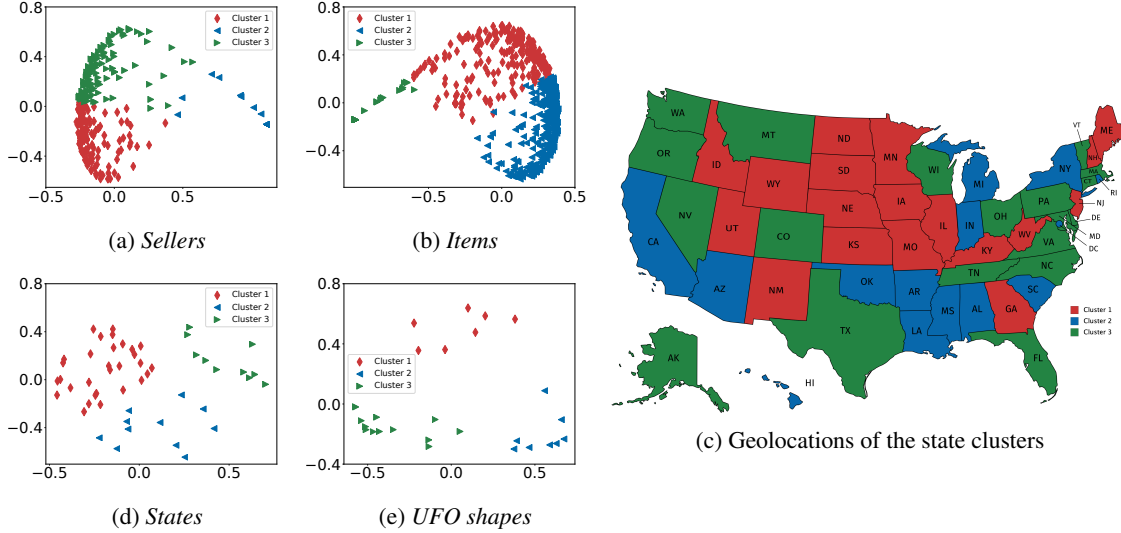 0.8
0.4
0.0
−0.4
0.0
0.5
1.0
Cluster 1
Cluster 2
Cluster 3
(a) Sellers
0.8
0.4
0.0
−0.4
−0.5
0.0
Cluster 1
Cluster 2
Cluster 3
(b) Items
0.8
0.4
0.0
−0.4
−0.5
0.0
0.5
Cluster 1
Cluster 2
Cluster 3
(d) States
0.8
0.4
0.0
−0.4
−0.5
0.0
0.5
Cluster 1
Cluster 2
Cluster 3
(e) UFO shapes
WA
MT
ND
MN
VT
ME
OR
ID
SD
WI
NH
MA
WY
MI
NY
CT
RI
IA
NE
PA
NJ
NV
UT
IL
IN
OH
DE
CA
CO
KS
MO
WV
VA
MD
DC
KY
AZ
NM
OK
TN
NC
AR
SC
MS
AL
GA
TX
LA
AK
FL
HI
Cluster 1
Cluster 2
Cluster 3
(c) Geolocations of the state clusters